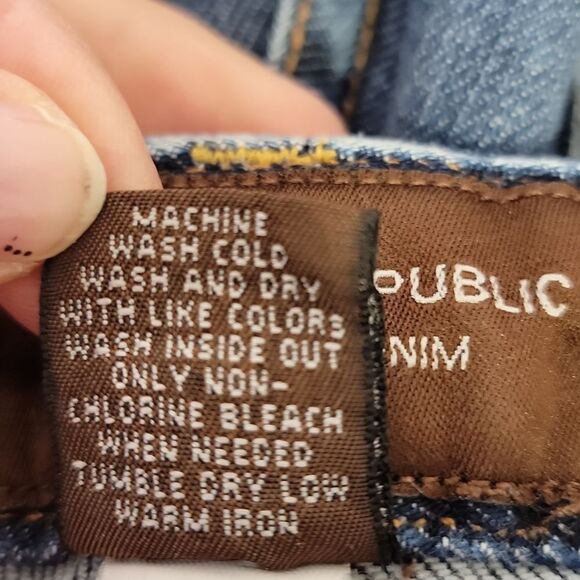 MACHINE
WASH COLD
WASH AND DRY
WITH LIKE COLORS
WASH INSIDE OUT
ONLY NON-
CHLORINE BLEACH
WHEN NEEDED
TUMBLE DRY LOW
WARM IRON
PUBLIC
NIM